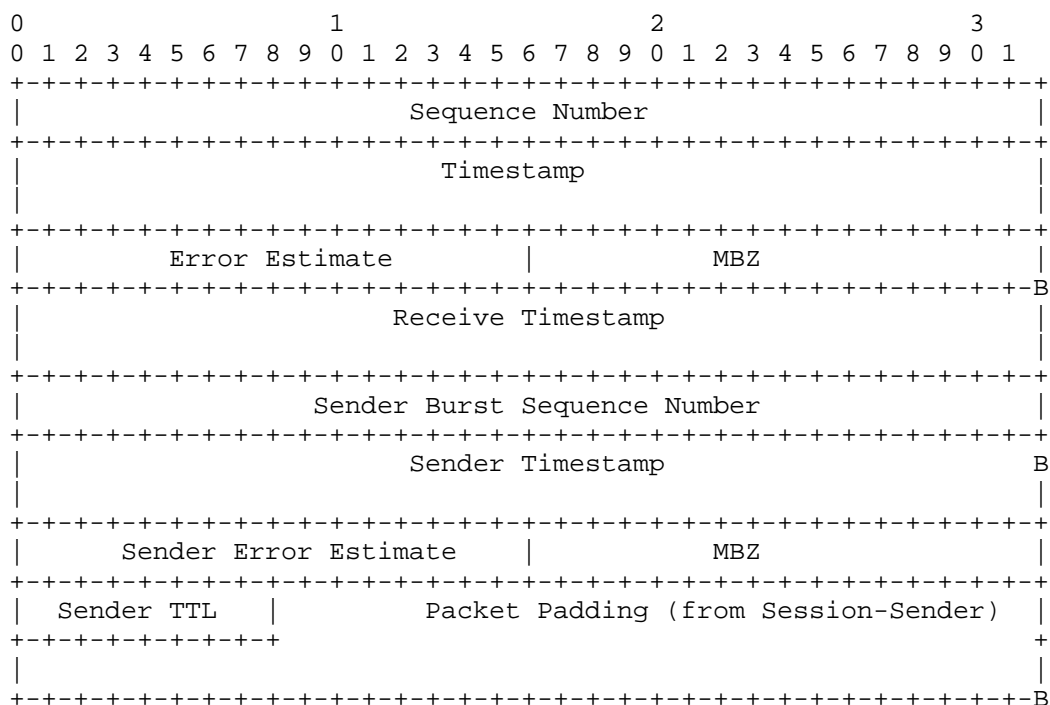 0                   1                   2                   3
0 1 2 3 4 5 6 7 8 9 0 1 2 3 4 5 6 7 8 9 0 1 2 3 4 5 6 7 8 9 0 1
+-+-+-+-+-+-+-+-+-+-+-+-+-+-+-+-+-+-+-+-+-+-+-+-+-+-+-+-+-+-+-+-+
|                        Sequence Number                        |
+-+-+-+-+-+-+-+-+-+-+-+-+-+-+-+-+-+-+-+-+-+-+-+-+-+-+-+-+-+-+-+-+
|                          Timestamp                            |
|                                                               |
+-+-+-+-+-+-+-+-+-+-+-+-+-+-+-+-+-+-+-+-+-+-+-+-+-+-+-+-+-+-+-+-+
|         Error Estimate        |           MBZ                 |
+-+-+-+-+-+-+-+-+-+-+-+-+-+-+-+-+-+-+-+-+-+-+-+-+-+-+-+-+-+-+-+-B
|                       Receive Timestamp                       |
|                                                               |
+-+-+-+-+-+-+-+-+-+-+-+-+-+-+-+-+-+-+-+-+-+-+-+-+-+-+-+-+-+-+-+-+
|                  Sender Burst Sequence Number                 |
+-+-+-+-+-+-+-+-+-+-+-+-+-+-+-+-+-+-+-+-+-+-+-+-+-+-+-+-+-+-+-+-+
|                        Sender Timestamp                       B
|                                                               |
+-+-+-+-+-+-+-+-+-+-+-+-+-+-+-+-+-+-+-+-+-+-+-+-+-+-+-+-+-+-+-+-+
|      Sender Error Estimate    |           MBZ                 |
+-+-+-+-+-+-+-+-+-+-+-+-+-+-+-+-+-+-+-+-+-+-+-+-+-+-+-+-+-+-+-+-+
|  Sender TTL   |         Packet Padding (from Session-Sender)  |
+-+-+-+-+-+-+-+-+                                               +
|                                                               |
+-+-+-+-+-+-+-+-+-+-+-+-+-+-+-+-+-+-+-+-+-+-+-+-+-+-+-+-+-+-+-+-B